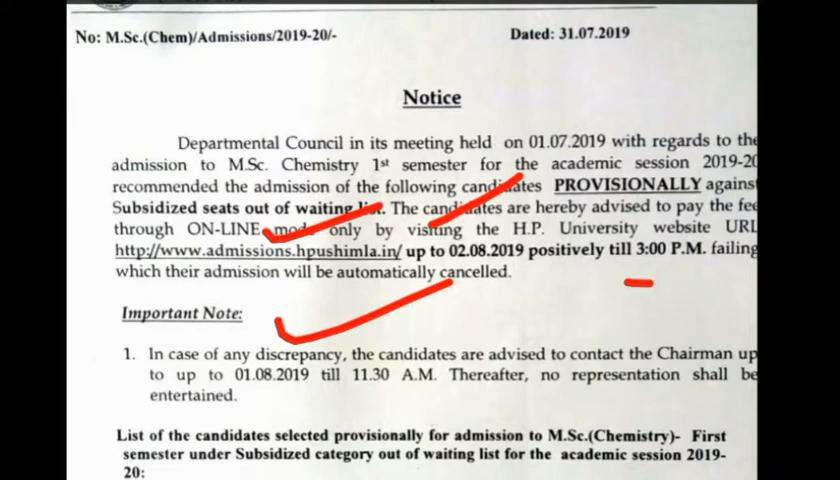 No: M.Sc.(Chem)/Admissions/2019-20/- Dated: 31.07.2019
Notice
Departmental Council in its meeting held on 01.07.2019 with regards to the
admission to M.Sc. Chemistry 1st semester for the academic session 2019-20
recommended the admission of the following candidates PROVISIONALLY against
Subsidized seats out of waiting list. The candidates are hereby advised to pay the fee
through ON-LINE mode only by visiting the H.P. University website URL
http://www.admissions.hpushimla.in/ up to 02.08.2019 positively till 3:00 P.M. failing
which their admission will be automatically cancelled.
Important Note:
1. In case of any discrepancy, the candidates are advised to contact the Chairman up
to up to 01.08.2019 till 11.30 A.M. Thereafter, no representation shall be
entertained.
List of the candidates selected provisionally for admission to M.Sc.(Chemistry)- First
semester under Subsidized category out of waiting list for the academic session 2019-
20: